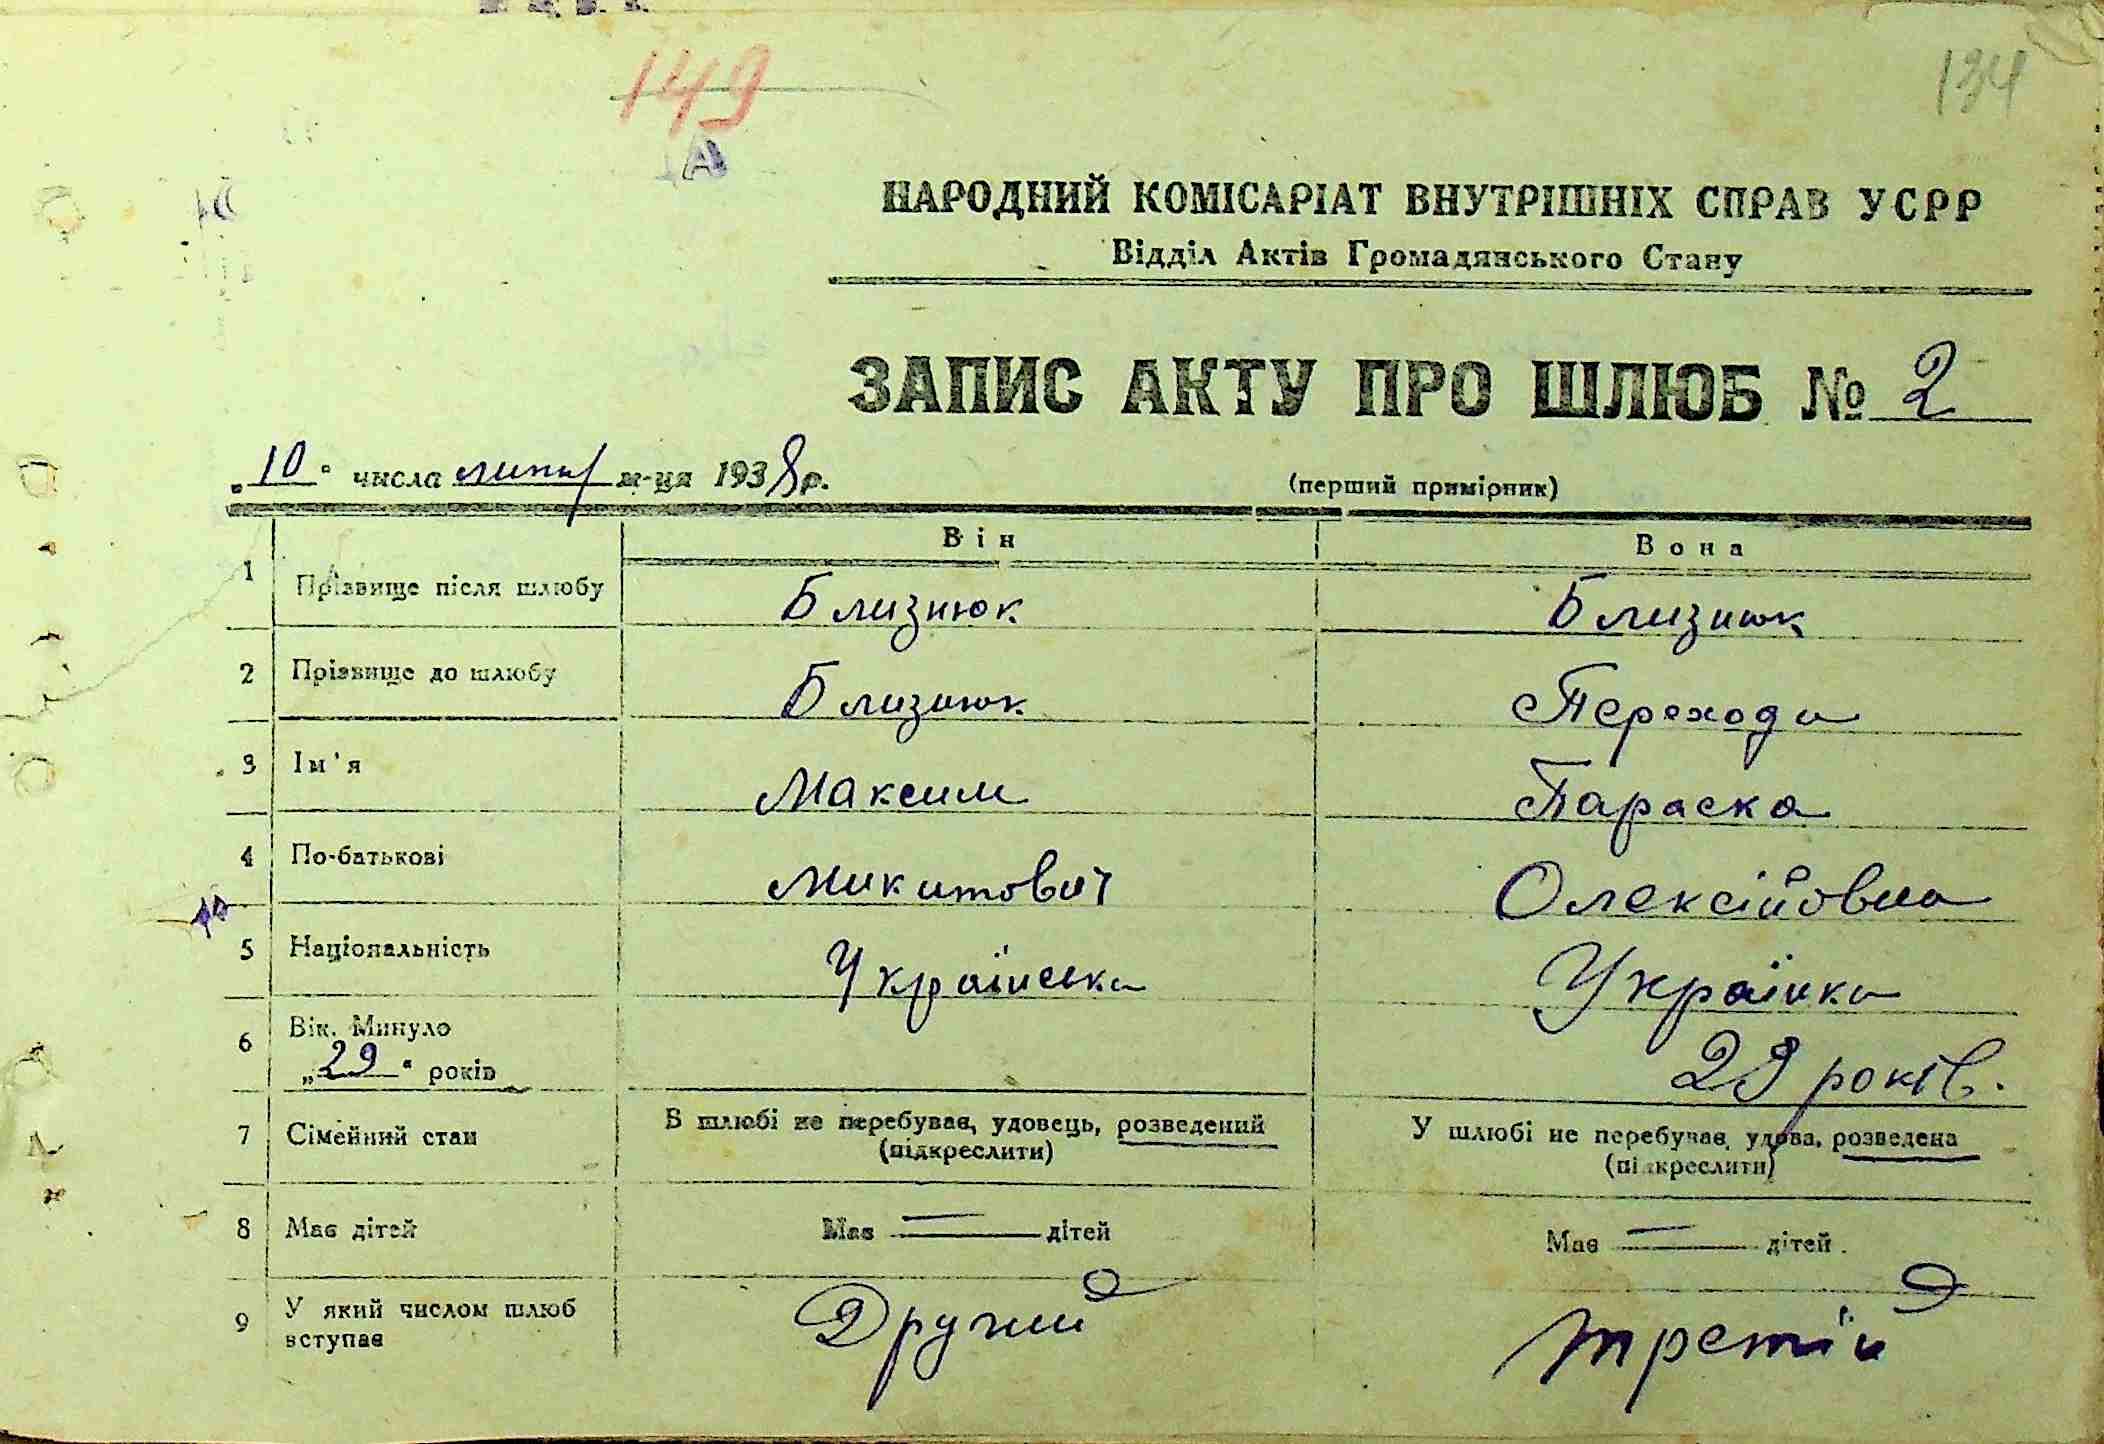 149
134
НАРОДНИЙ КОМІСАРІАТ ВНУТРІШНІХ СПРАВ УСРР
Відділ Актів Громадянського Стану
ЗАПИС АКТУ ПРО ШЛЮБ № 2
„10“ числа липня м-ця 1938 р.
(перший примірник)
Він Вона
1 Прізвище після шлюбу Близнюк Близнюк
2 Прізвище до шлюбу Близнюк Перехода
3 Ім'я Максим Параска
4 По-батькові Микитович Олексійовна
5 Національність Українська Українка
6 Вік. Минуло
„29“ років 29 років.
7 Сімейний стан В шлюбі не перебував, удовець, розведений У шлюбі не перебував, удова, розведена
(підкреслити) (підкреслити)
8 Має дітей Має — дітей Має — дітей.
9 У який числом шлюб Другий третій
вступає